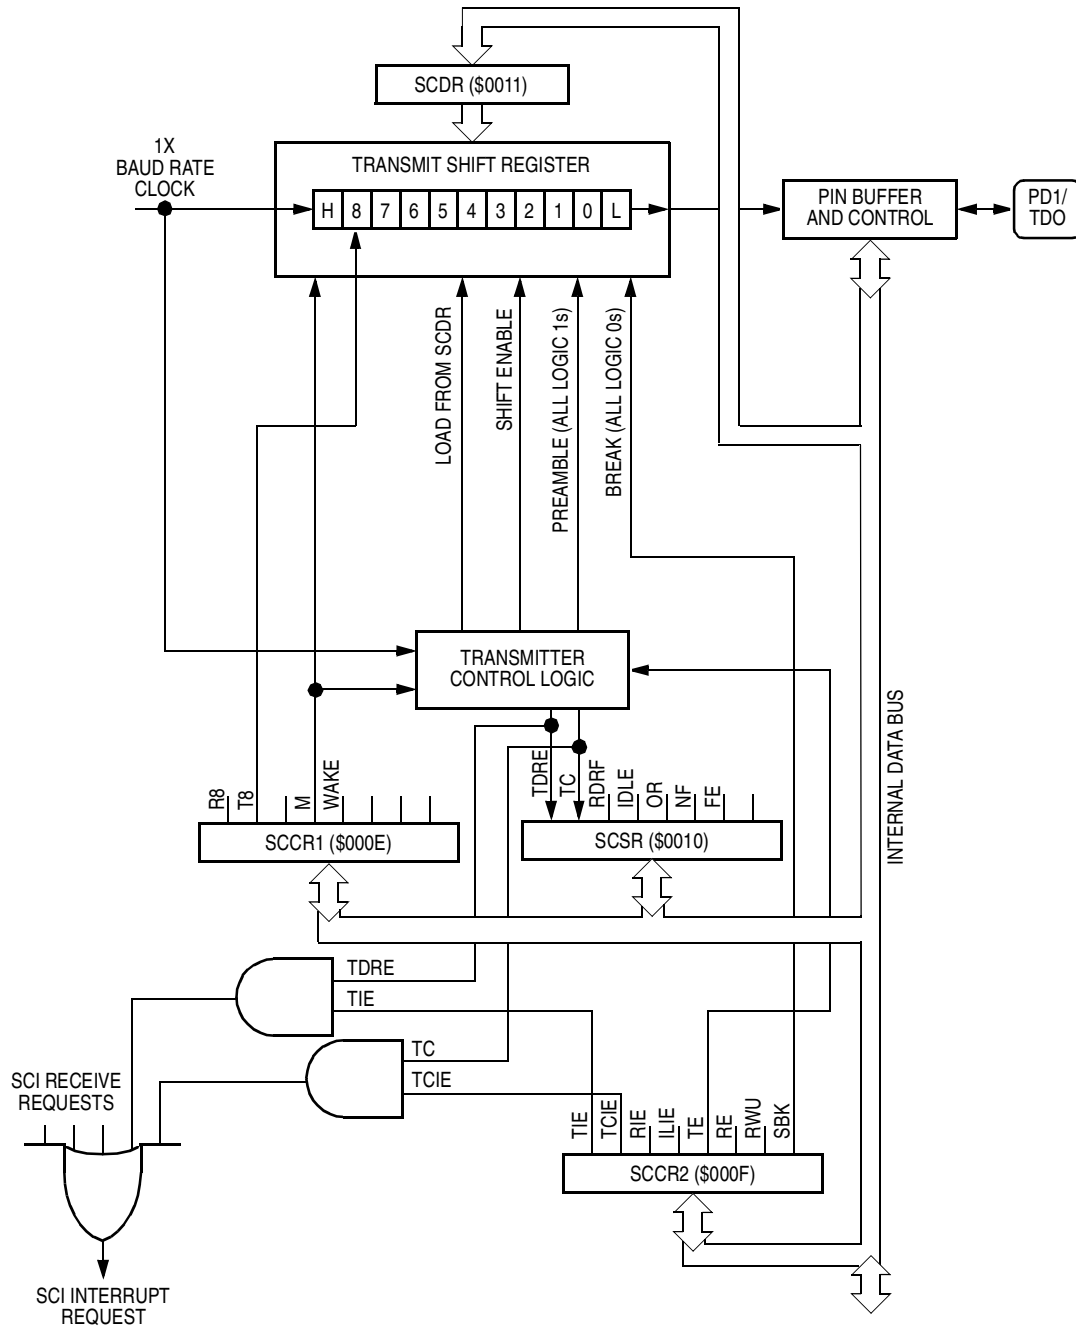 SCDR ($0011)
1X
BAUD RATE
CLOCK
TRANSMIT SHIFT REGISTER
H 8 7 6 5 4 3 2 1 0 L
PIN BUFFER
AND CONTROL
PD1/
TDO
LOAD FROM SCDR
SHIFT ENABLE
PREAMBLE (ALL LOGIC 1s)
BREAK (ALL LOGIC 0s)
TRANSMITTER
CONTROL LOGIC
INTERNAL DATA BUS
R8
T8
M
WAKE
SCCR1 ($000E)
TDRE
TC
RDRF
IDLE
OR
NF
FE
SCSR ($0010)
TDRE
TIE
TC
TCIE
SCI RECEIVE
REQUESTS
TIE
TCIE
RIE
ILIE
TE
RE
RWU
SBK
SCCR2 ($000F)
SCI INTERRUPT
REQUEST